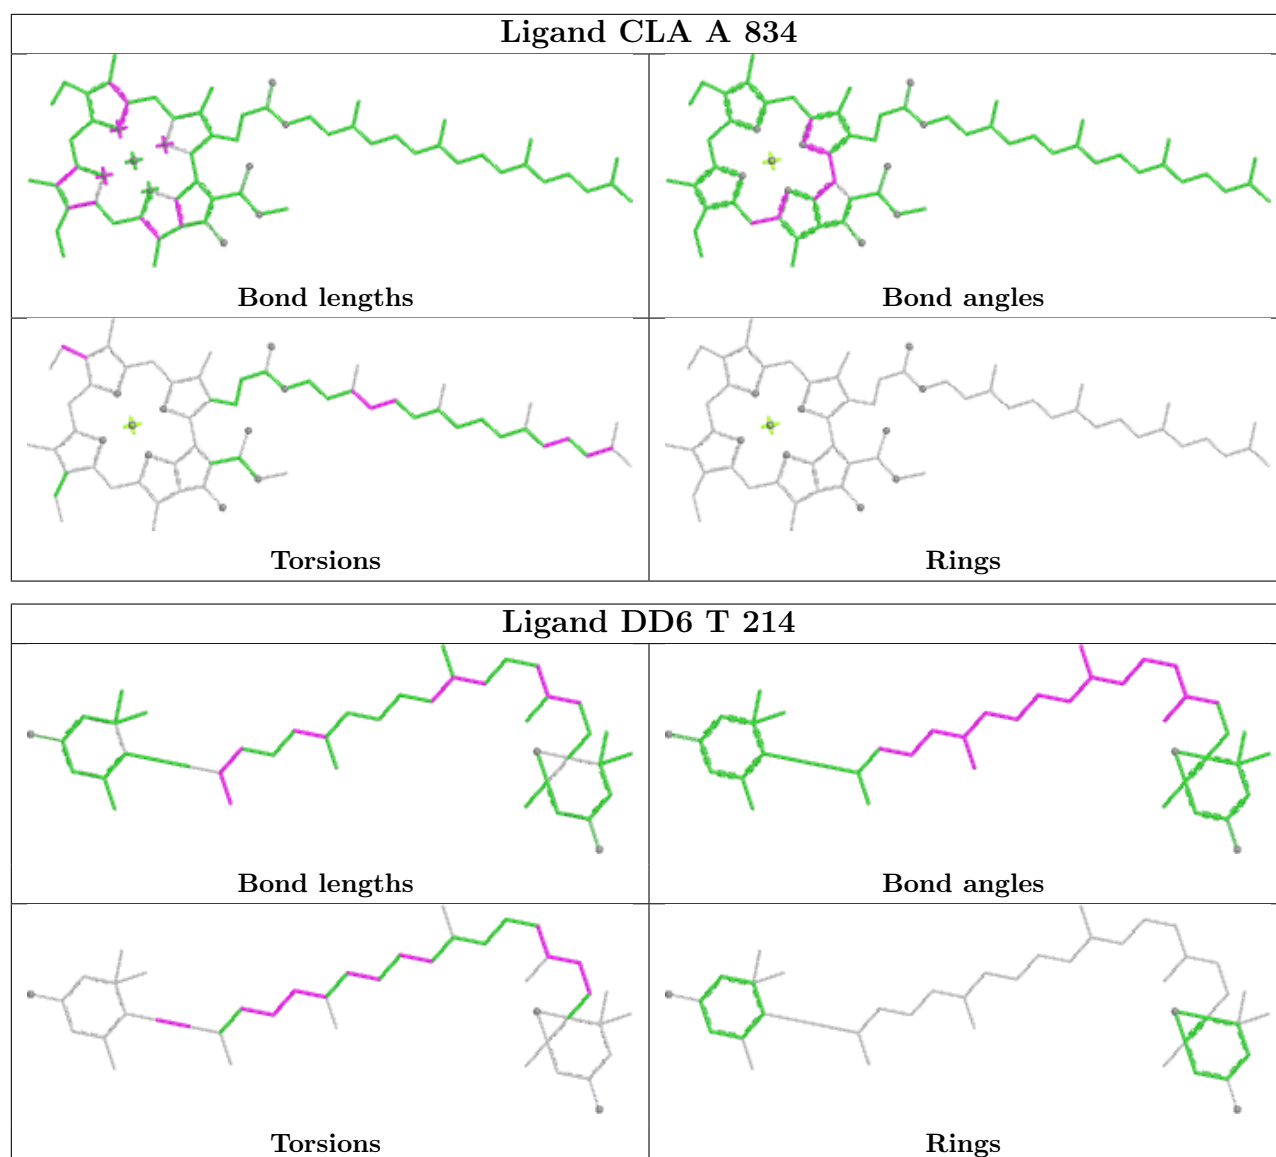 Ligand CLA A 834
Bond lengths
Bond angles
Torsions
Rings
Ligand DD6 T 214
Bond lengths
Bond angles
Torsions
Rings